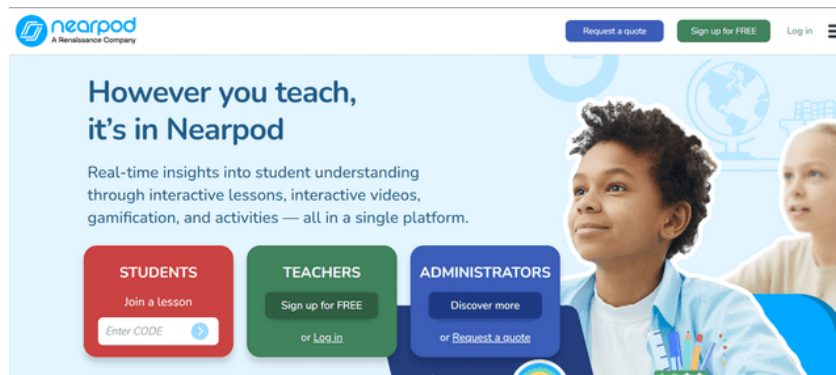 nearpod
A Renaissance Company
Request a quote
Sign up for FREE
Log in
However you teach,
it's in Nearpod
Real-time insights into student understanding
through interactive lessons, interactive videos,
gamification, and activities — all in a single platform.
STUDENTS
Join a lesson
Enter CODE
TEACHERS
Sign up for FREE
or Log in
ADMINISTRATORS
Discover more
or Request a quote